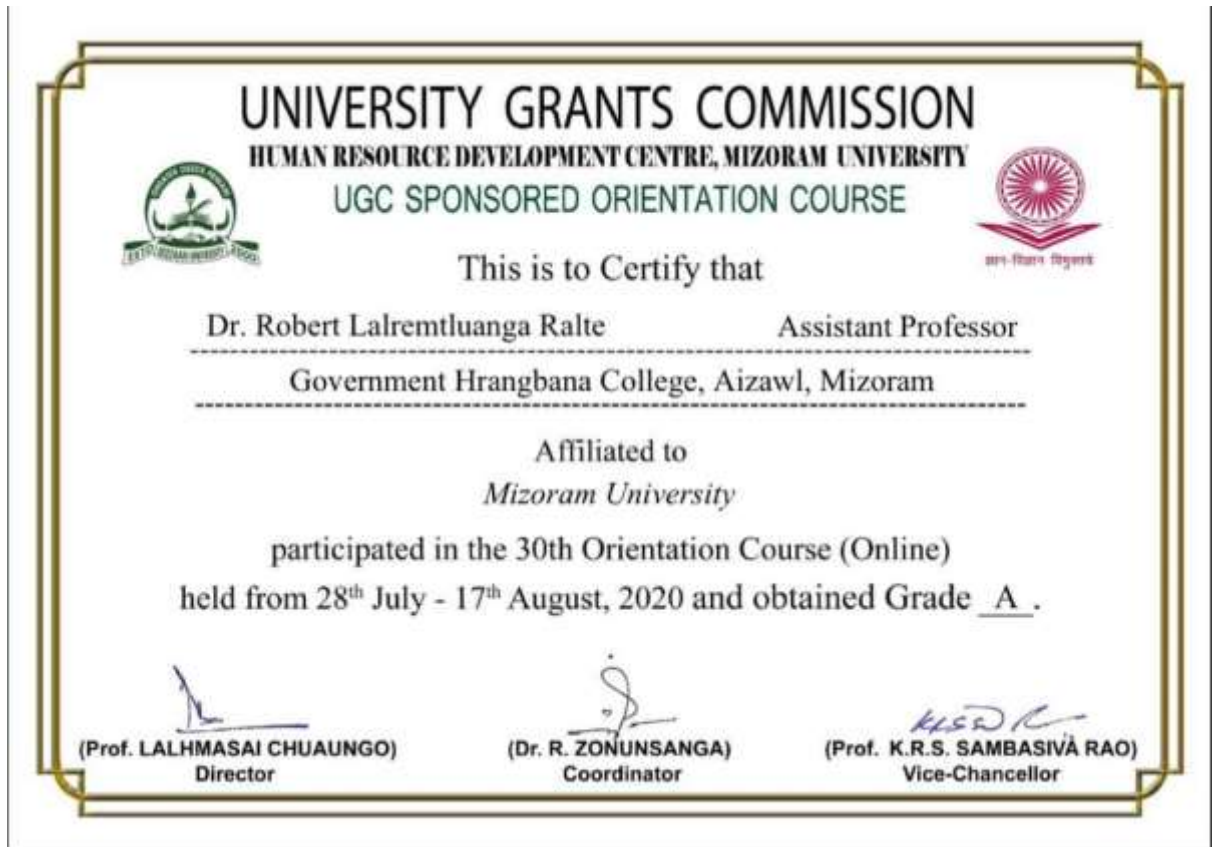 UNIVERSITY GRANTS COMMISSION
HUMAN RESOURCE DEVELOPMENT CENTRE, MIZORAM UNIVERSITY
UGC SPONSORED ORIENTATION COURSE
MIZORAM UNIVERSITY
ज्ञान-विज्ञान विमुक्तये
This is to Certify that
Dr. Robert Lalremtluanga Ralte Assistant Professor
Government Hrangbana College, Aizawl, Mizoram
Affiliated to
Mizoram University
participated in the 30th Orientation Course (Online)
held from 28th July - 17th August, 2020 and obtained Grade A .
(Prof. LALHMASAI CHUAUNGO) (Dr. R. ZONUNSANGA) (Prof. K.R.S. SAMBASIVA RAO)
Director Coordinator Vice-Chancellor